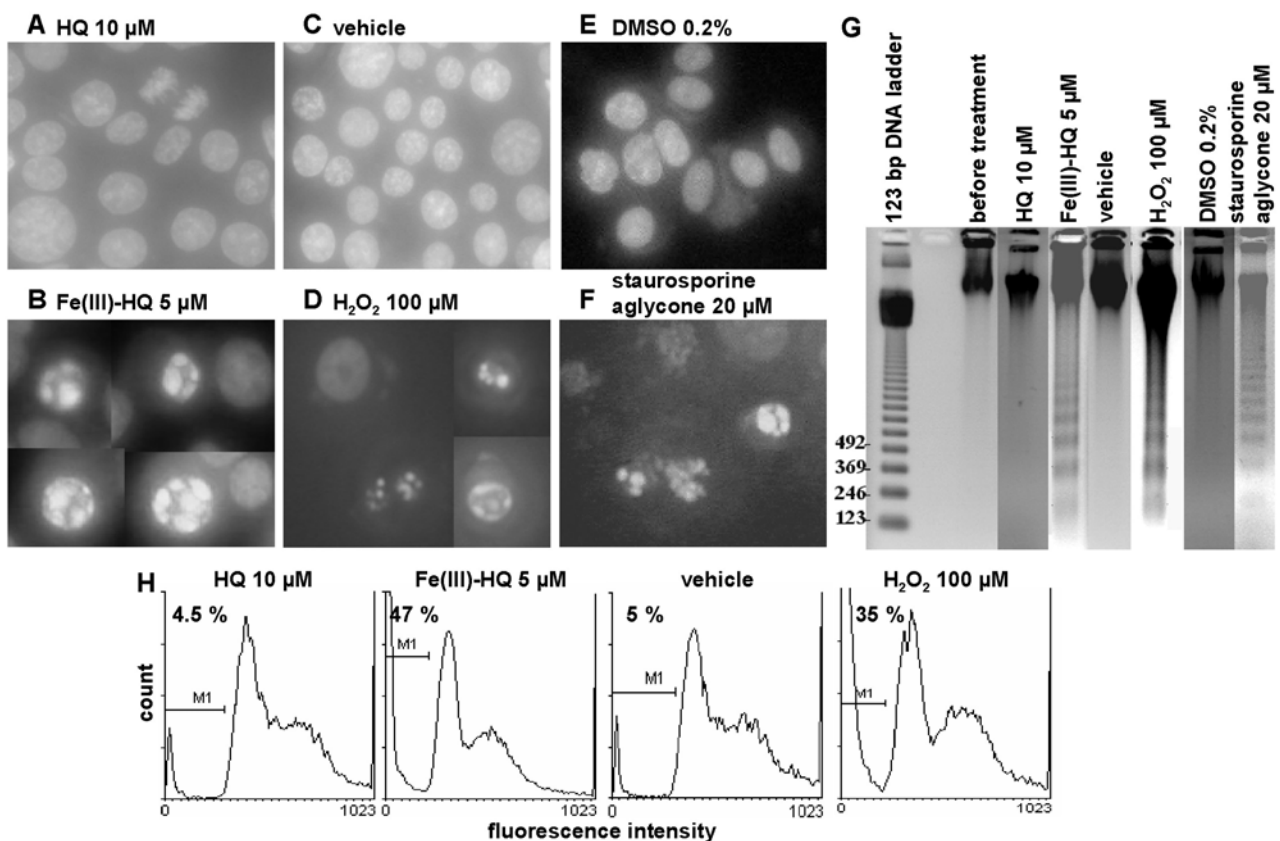 A HQ 10 µM
C vehicle
E DMSO 0.2%
G
123 bp DNA ladder
before treatment
HQ 10 µM
Fe(III)-HQ 5 µM
vehicle
H₂O₂ 100 µM
DMSO 0.2%
staurosporine
aglycone 20 µM
B Fe(III)-HQ 5 µM
D H₂O₂ 100 µM
staurosporine
F aglycone 20 µM
492
369
246
123
H
HQ 10 µM
Fe(III)-HQ 5 µM
vehicle
H₂O₂ 100 µM
4.5 %
47 %
5 %
35 %
M1
M1
M1
M1
count
0 1023
0 1023
0 1023
0 1023
fluorescence intensity